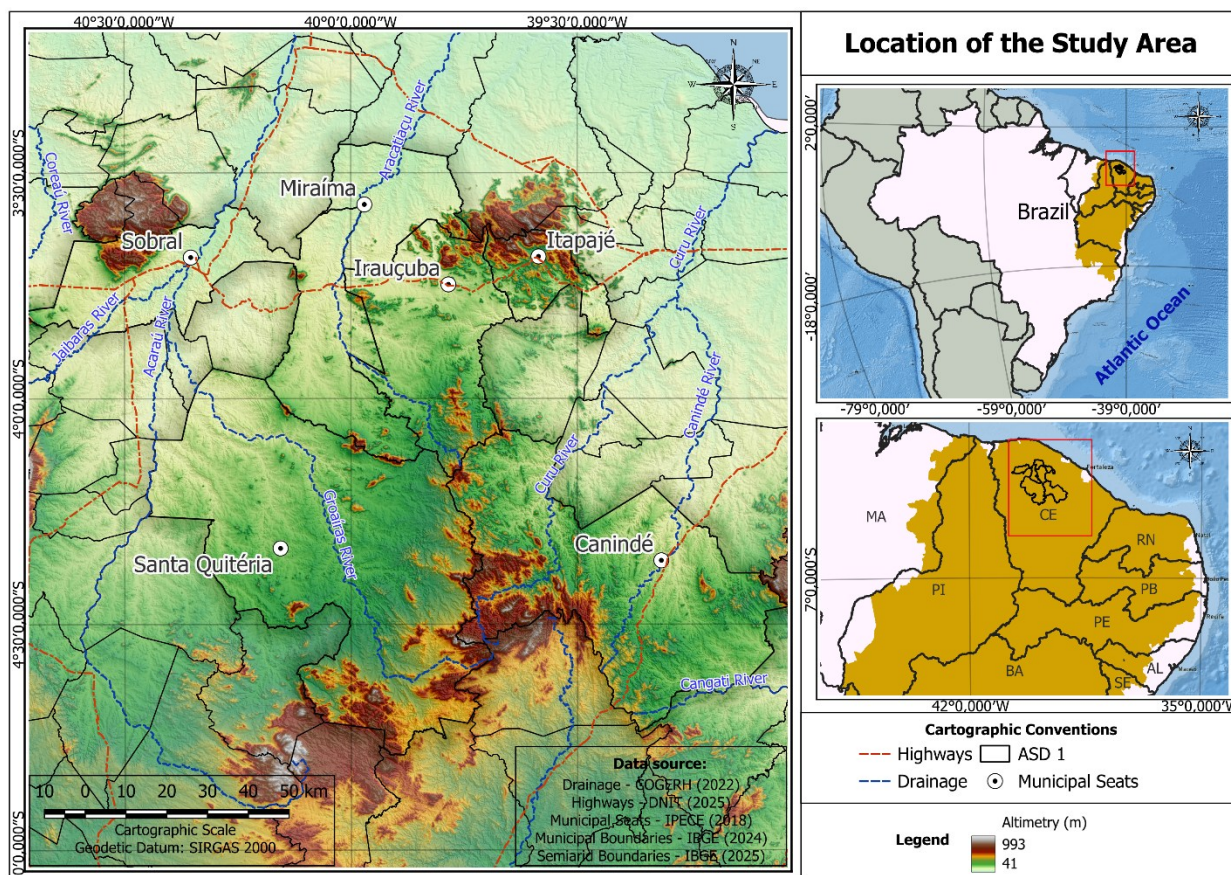 40°30'0,000"W
40°0'0,000"W
39°30'0,000"W
3°30'0,000"S
4°0'0,000"S
4°30'0,000"S
0°0'0,000"S
N
W
E
S
Coreaú River
Aracatiaçu River
Miraíma
Sobral
Itapajé
Irauçuba
Curu River
Jaibaras River
Acaraú River
Canindé River
Curu River
Groaíras River
Santa Quitéria
Canindé
Cangati River
10 0 10 20 30 40 50 km
Cartographic Scale
Geodetic Datum: SIRGAS 2000
Data source:
Drainage - COGERH (2022)
Highways - DNIT (2025)
Municipal Seats - IPECE (2018)
Municipal Boundaries - IBGE (2024)
Semiarid Boundaries - IBGE (2025)
Location of the Study Area
2°0,000'
-18°0,000'
Brazil
Atlantic Ocean
-79°0,000'
-59°0,000'
-39°0,000'
7°0,000'S
MA
PI
CE
Fortaleza
RN
PB
PE
AL
SE
BA
42°0,000'W
35°0,000'W
Cartographic Conventions
Highways
ASD 1
Drainage
Municipal Seats
Legend
Altimetry (m)
993
41